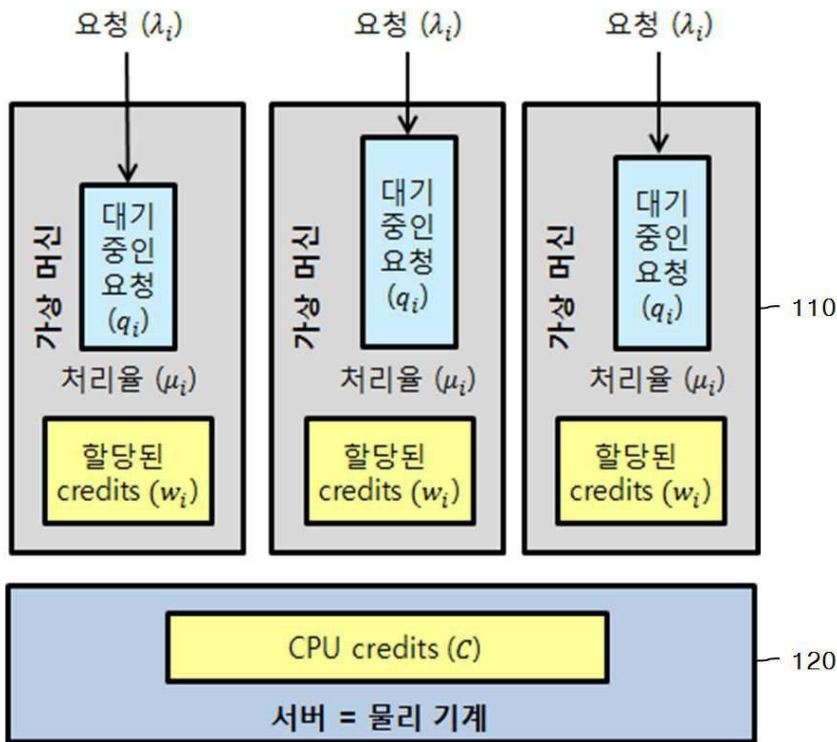 요청 (λᵢ)
요청 (λᵢ)
요청 (λᵢ)
가상 머신
대기
중인
요청
(qᵢ)
처리율 (μᵢ)
할당된
credits (wᵢ)
가상 머신
대기
중인
요청
(qᵢ)
처리율 (μᵢ)
할당된
credits (wᵢ)
가상 머신
대기
중인
요청
(qᵢ)
처리율 (μᵢ)
할당된
credits (wᵢ)
110
CPU credits (C)
서버 = 물리 기계
120